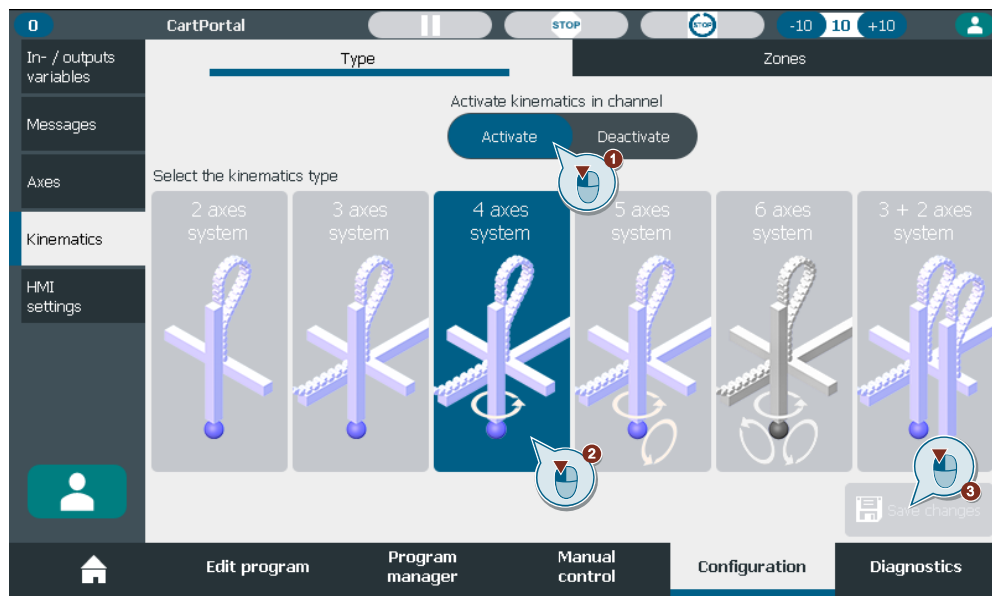 0
CartPortal
STOP
STOP
-10 10 +10
In- / outputs
variables
Messages
Axes
Kinematics
HMI
settings
Type
Zones
Activate kinematics in channel
Activate
Deactivate
1
Select the kinematics type
2 axes
system
3 axes
system
4 axes
system
5 axes
system
6 axes
system
3 + 2 axes
system
2
3
Save changes
Edit program
Program
manager
Manual
control
Configuration
Diagnostics